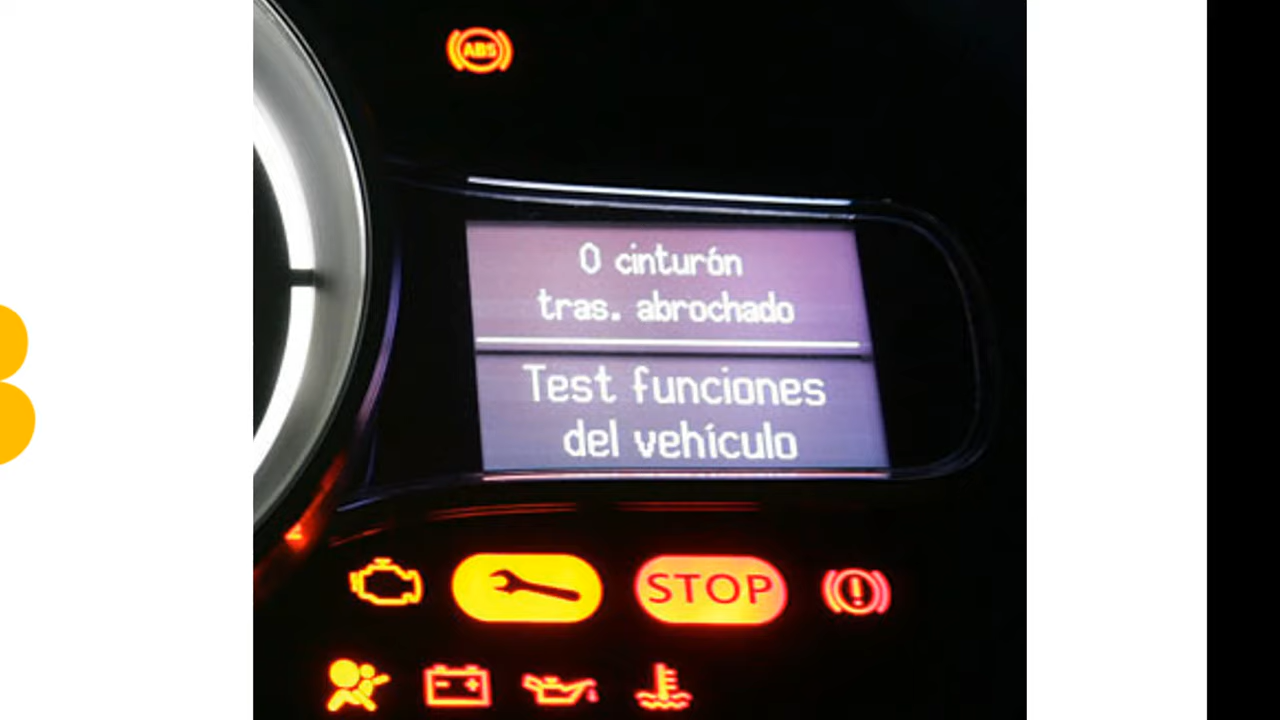 ABS
0 cinturón
tras. abrochado
Test funciones
del vehículo
STOP